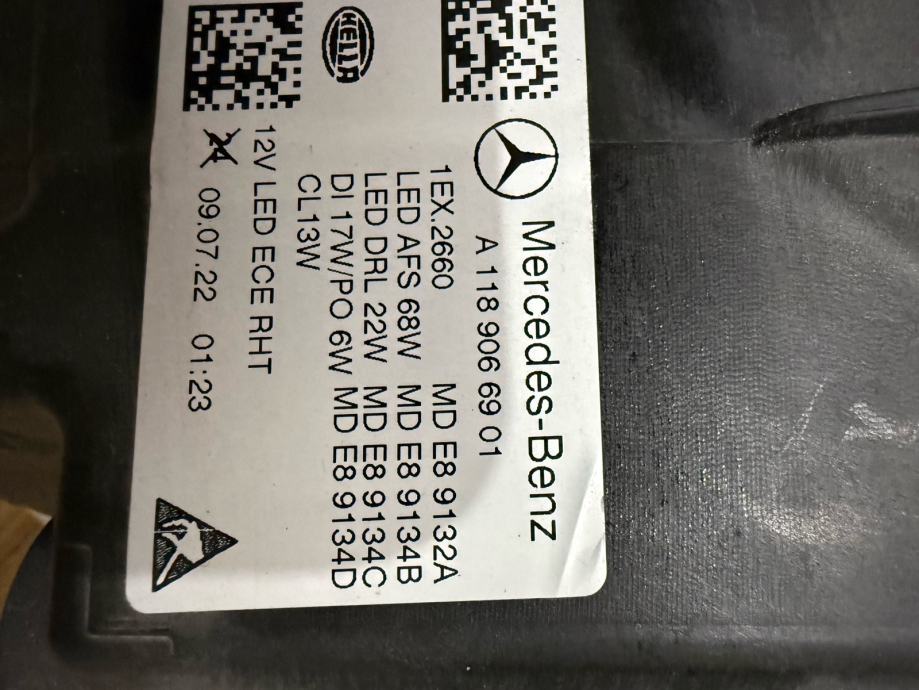 Mercedes-Benz
A 118 906 69 01
1EX.2660 MD E8 9132A
LED AFS 68W MD E8 9134B
LED DRL 22W MD E8 9134C
DI 17W/PO 6W MD E8 9134D
CL13W
HELLA
12V LED ECE RHT
24 09.07.22 01:23